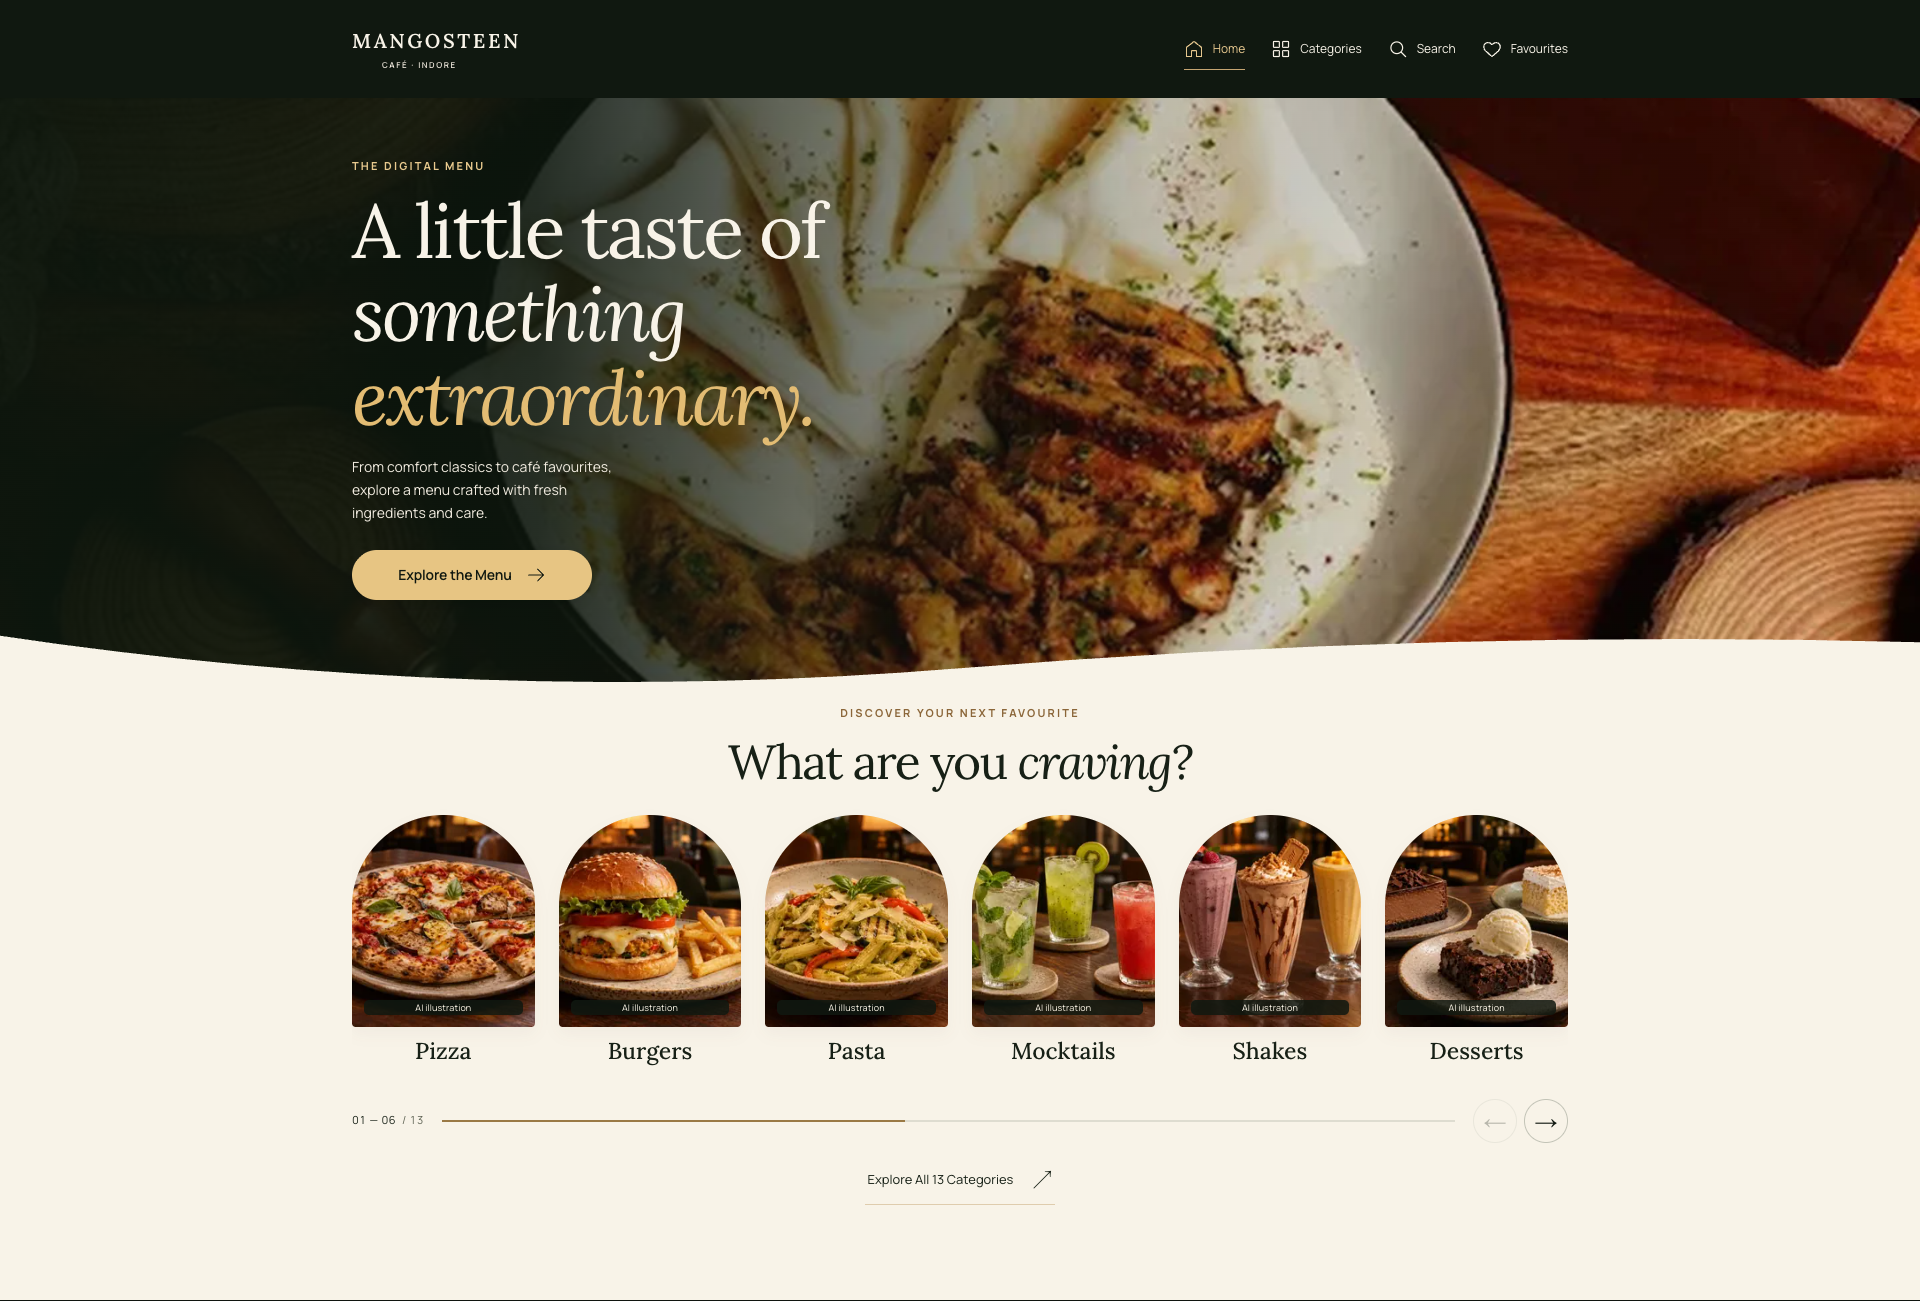 MANGOSTEEN
CAFÉ · INDORE
Home
Categories
Search
Favourites
THE DIGITAL MENU
A little taste of
something
extraordinary.
From comfort classics to café favourites,
explore a menu crafted with fresh
ingredients and care.
Explore the Menu
DISCOVER YOUR NEXT FAVOURITE
What are you craving?
AI illustration
AI illustration
AI illustration
AI illustration
AI illustration
AI illustration
Pizza
Burgers
Pasta
Mocktails
Shakes
Desserts
01 — 06 / 13
Explore All 13 Categories